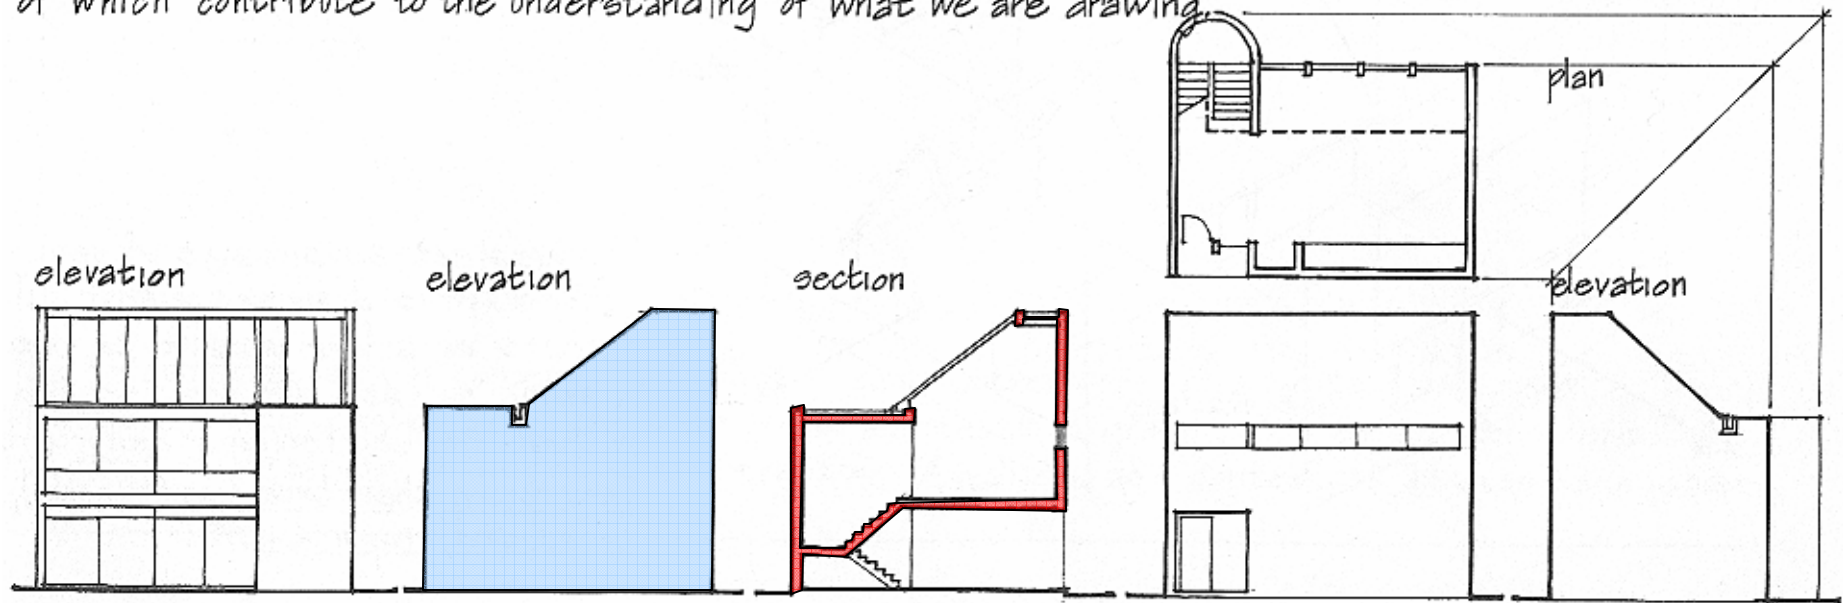 of which contribute to the understanding of what we are drawing.
plan
elevation
elevation
section
elevation